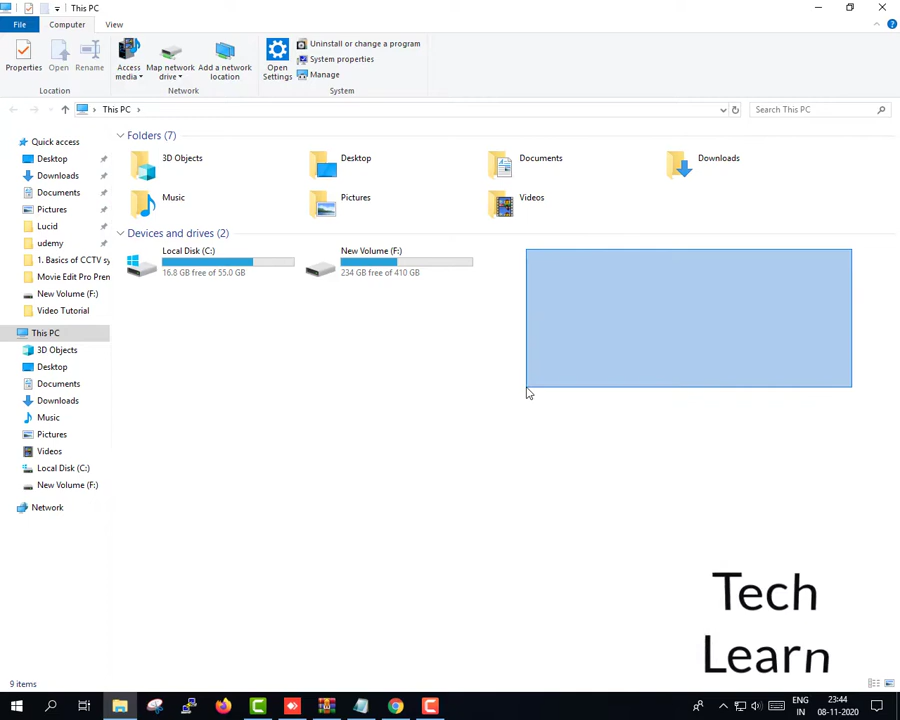 This PC
File
Computer
View
Properties
Open
Rename
Access media
Map network drive
Add a network location
Open Settings
Uninstall or change a program
System properties
Manage
Location
Network
System
This PC
Search This PC
Quick access
Desktop
Downloads
Documents
Pictures
Lucid
udemy
1. Basics of CCTV sy
Movie Edit Pro Pren
New Volume (F:)
Video Tutorial
This PC
3D Objects
Desktop
Documents
Downloads
Music
Pictures
Videos
Local Disk (C:)
New Volume (F:)
Network
Folders (7)
3D Objects
Desktop
Documents
Downloads
Music
Pictures
Videos
Devices and drives (2)
Local Disk (C:)
16.8 GB free of 55.0 GB
New Volume (F:)
234 GB free of 410 GB
Tech
Learn
9 items
ENG
IN
23:44
08-11-2020